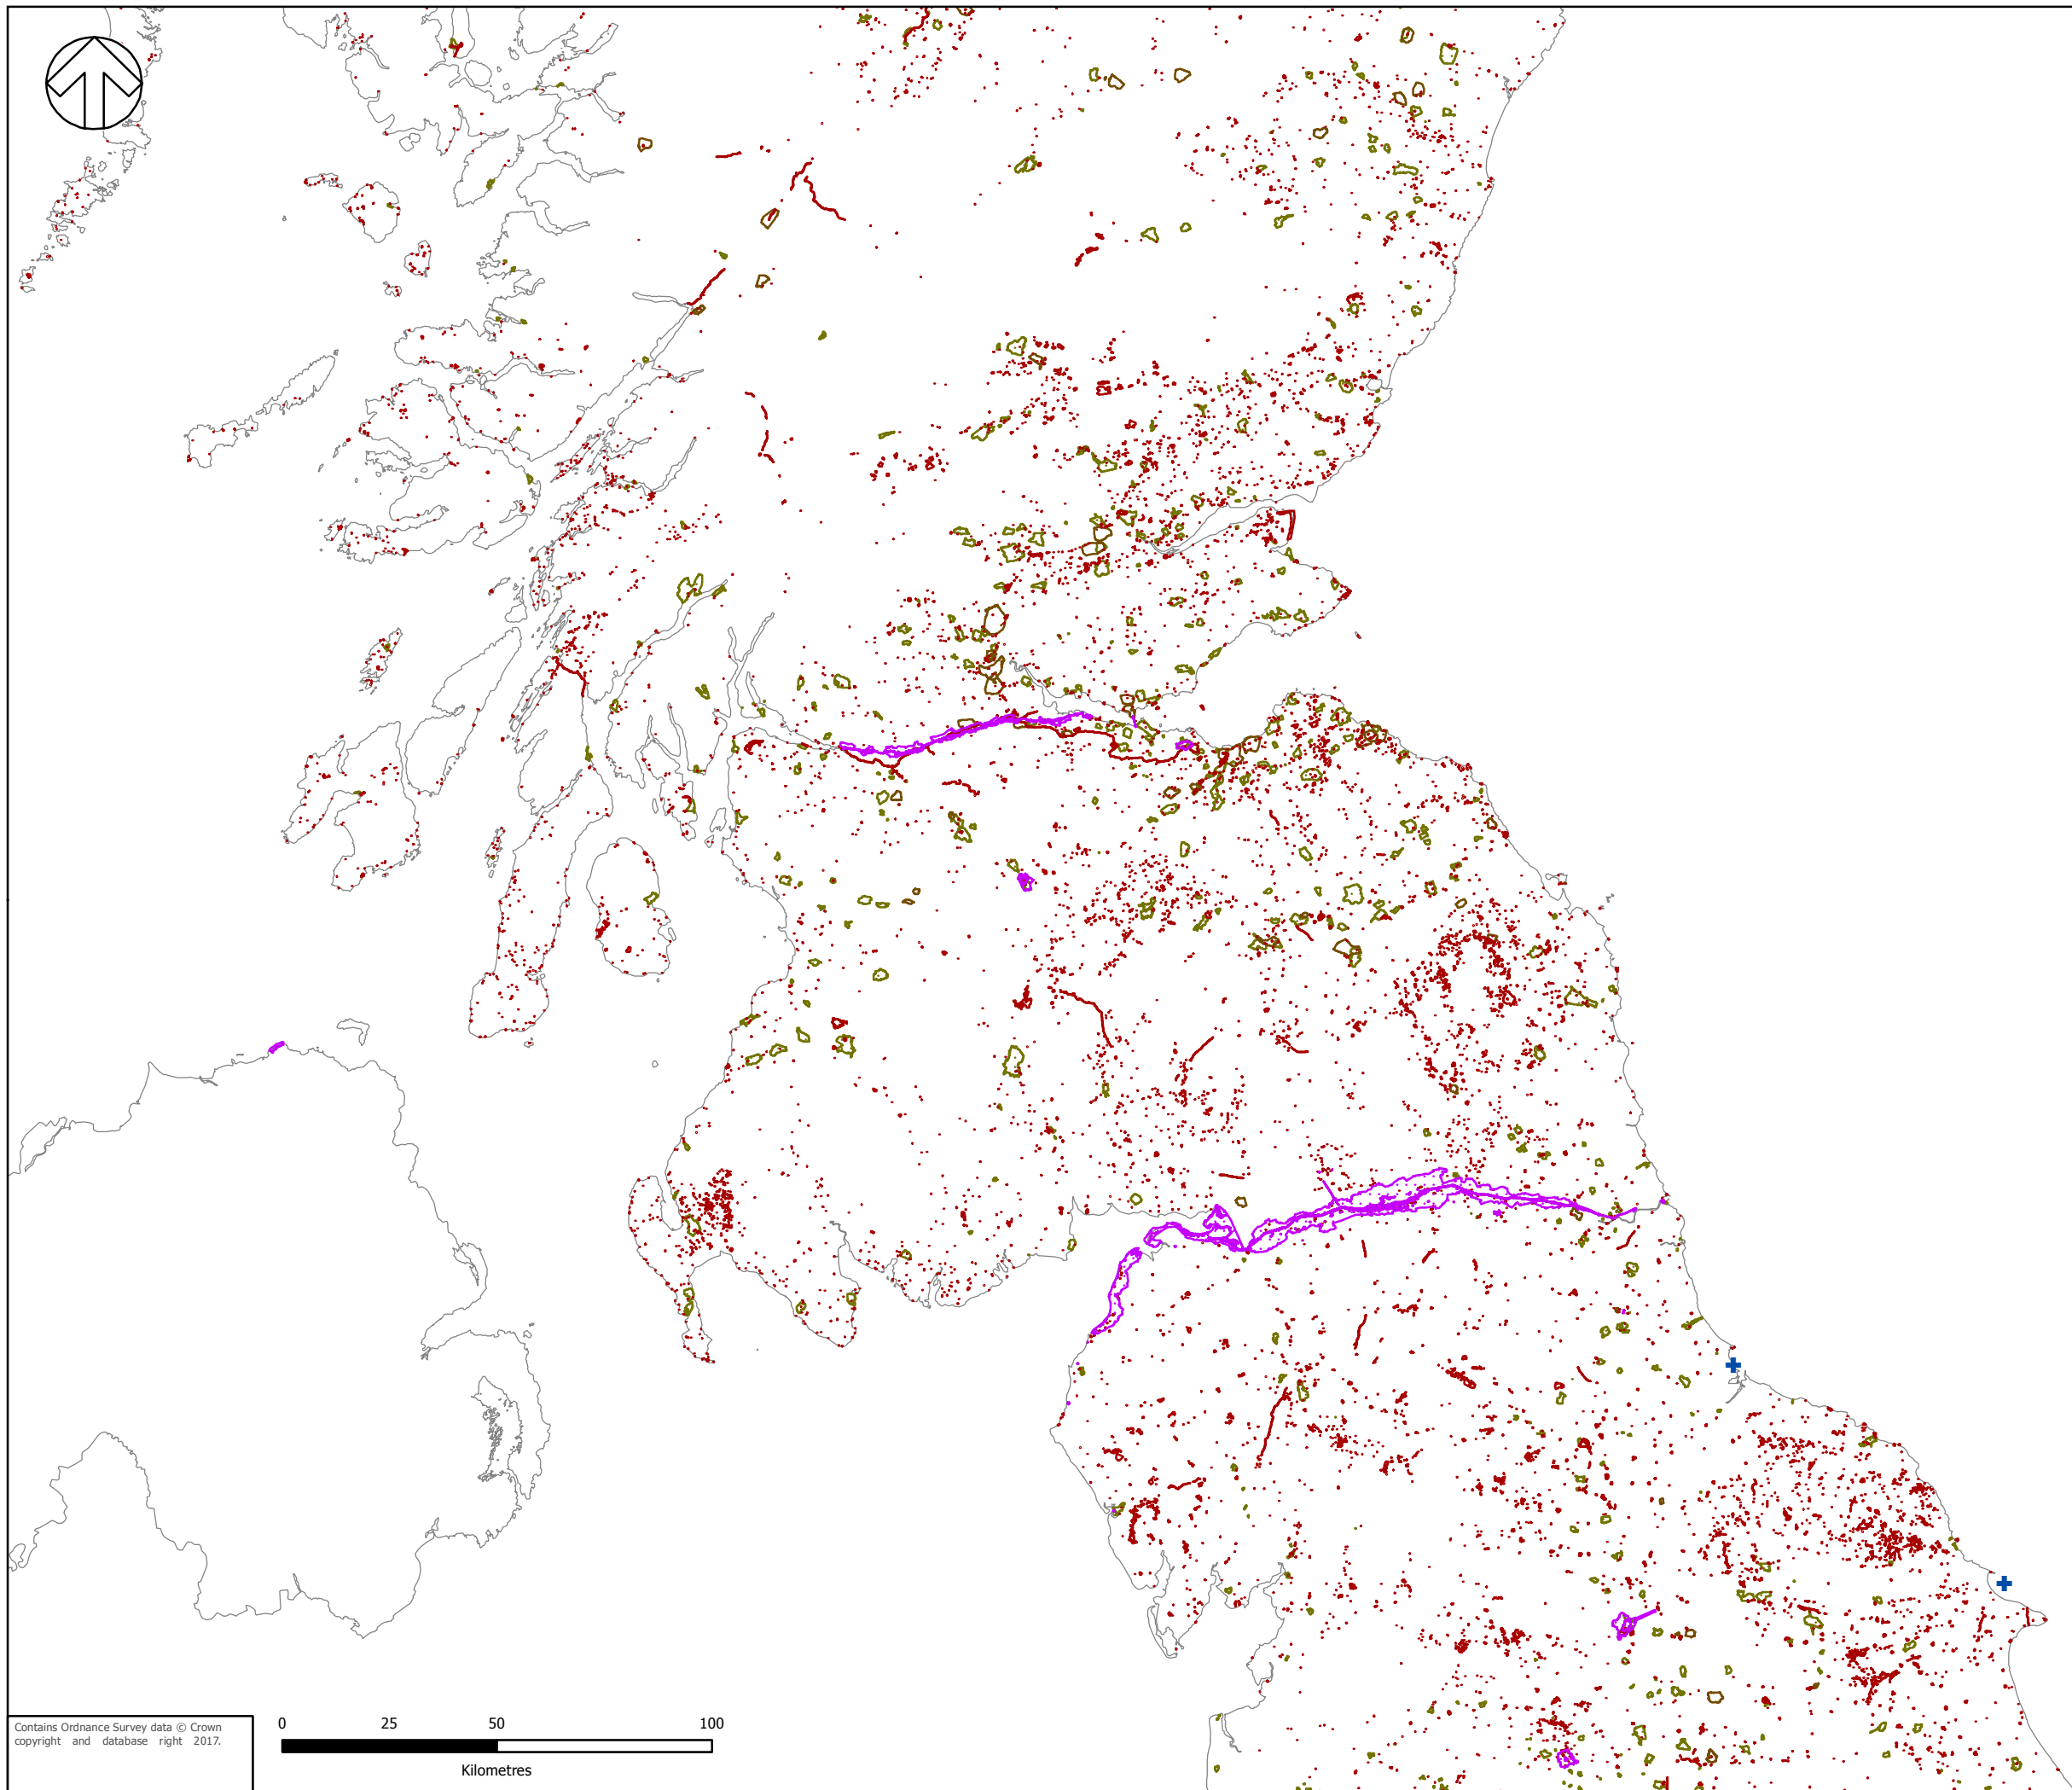 Contains Ordnance Survey data © Crown
copyright and database right 2017.
0 25 50 100
Kilometres